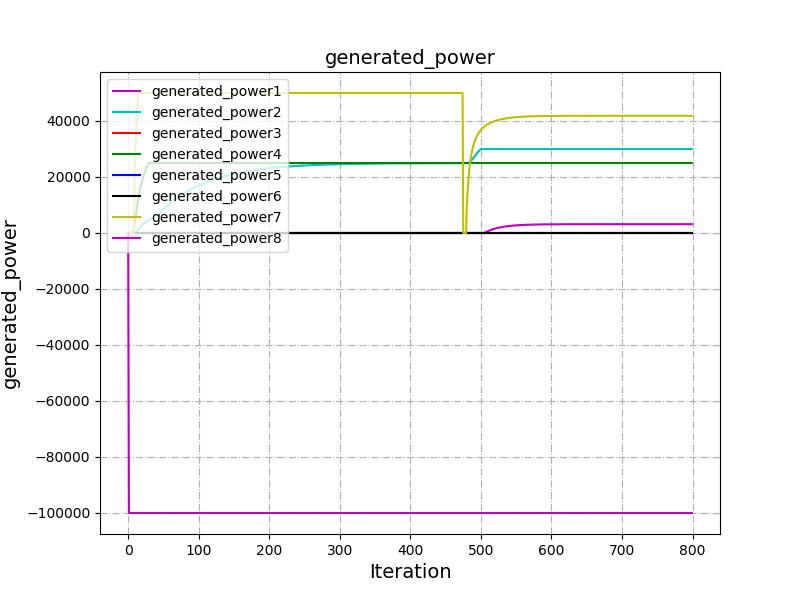 generated_power
generated_power
generated_power1
generated_power2
generated_power3
generated_power4
generated_power5
generated_power6
generated_power7
generated_power8
40000
20000
0
−20000
−40000
−60000
−80000
−100000
0 100 200 300 400 500 600 700 800
Iteration